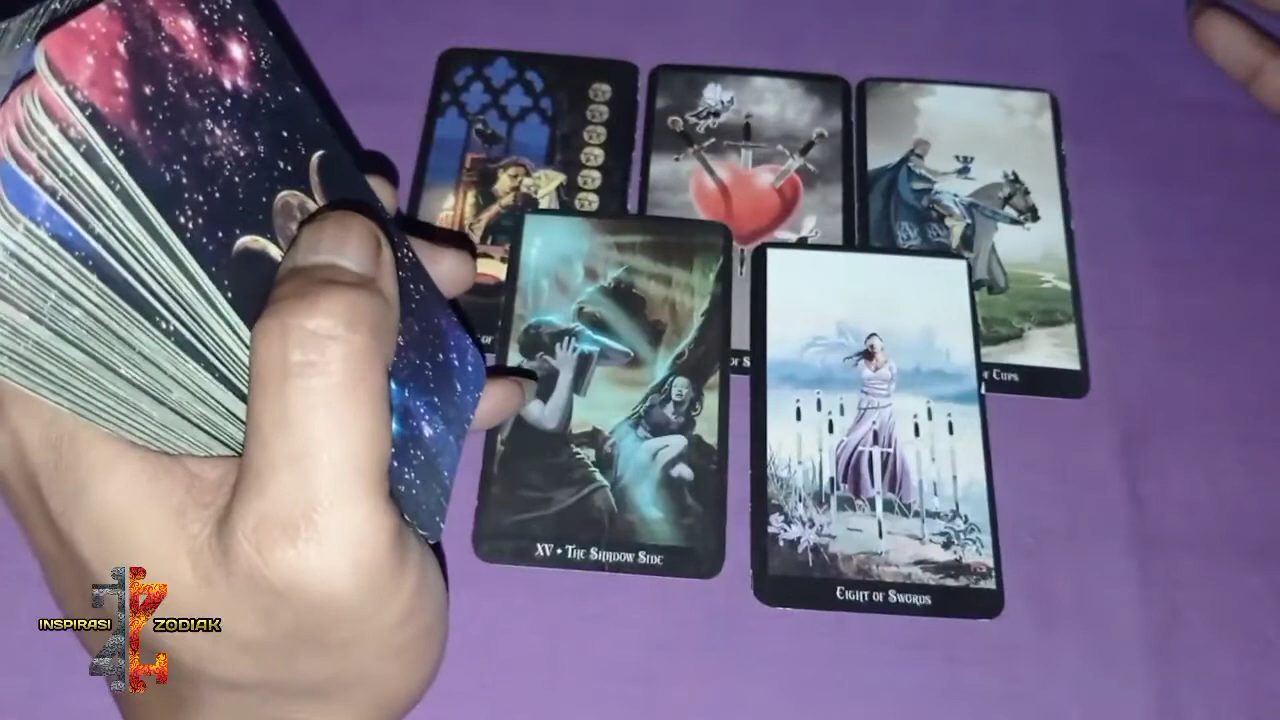 OF CUPS
XV • THE SHADOW SIDE
EIGHT OF SWORDS
INSPIRASI ZODIAK